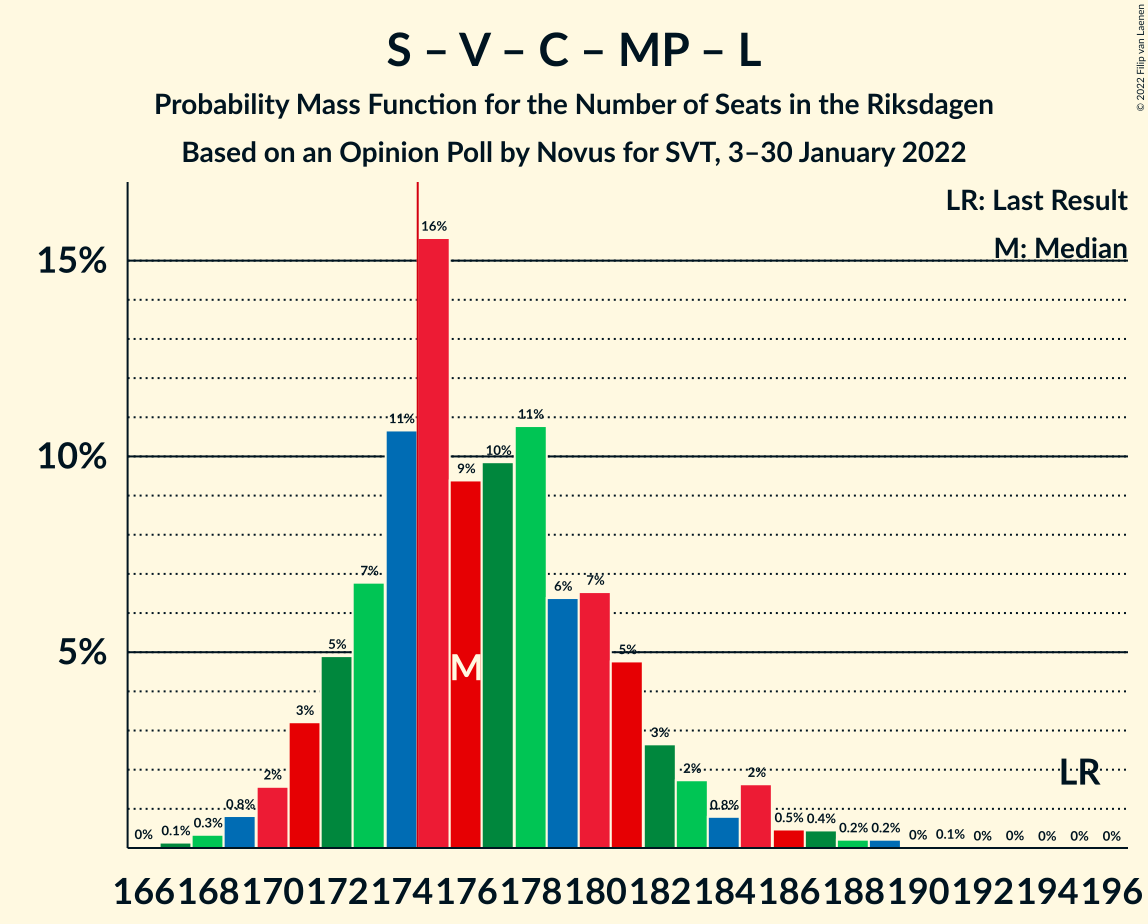 S – V – C – MP – L
Probability Mass Function for the Number of Seats in the Riksdagen
Based on an Opinion Poll by Novus for SVT, 3–30 January 2022
© 2022 Filip van Laenen
LR: Last Result
M: Median
15%
10%
5%
0% 0.1% 0.3% 0.8% 2% 3% 5% 7% 11% 16% 9% 10% 11% 6% 7% 5% 3% 2% 0.8% 2% 0.5% 0.4% 0.2% 0.2% 0% 0.1% 0% 0% 0% 0% 0%
M
LR
166 168 170 172 174 176 178 180 182 184 186 188 190 192 194 196